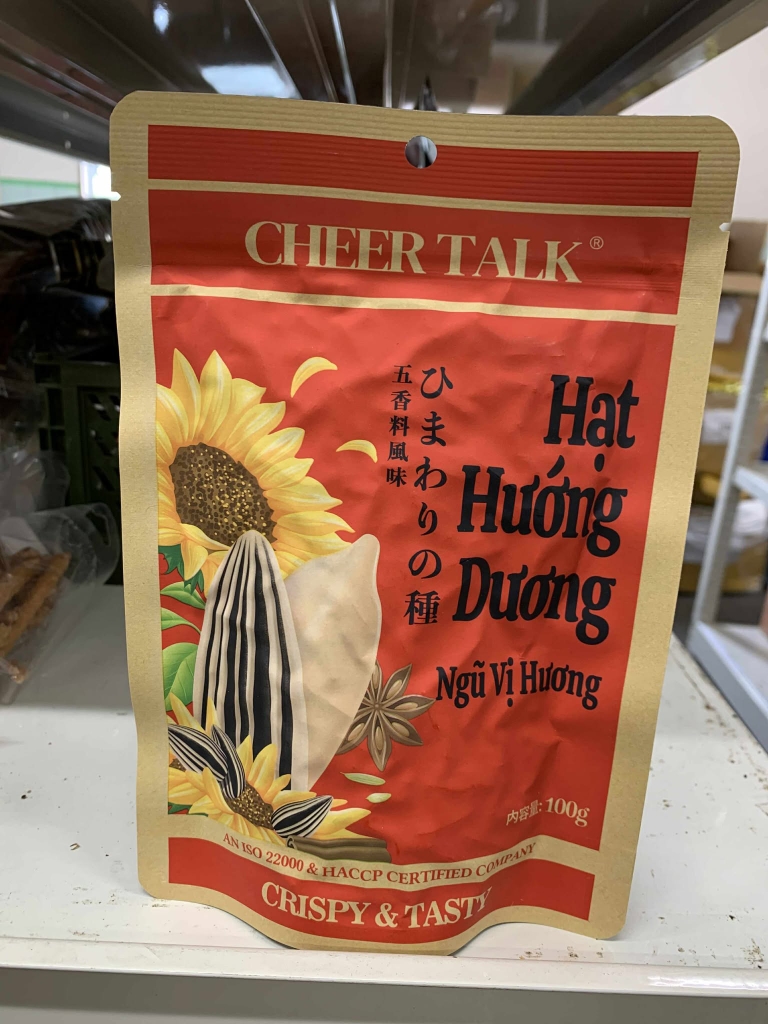 CHEER TALK ®
Hạt
Hướng
Dương
Ngũ Vị Hương
ひまわりの種
五香料風味
内容量: 100g
AN ISO 22000 & HACCP CERTIFIED COMPANY
CRISPY & TASTY